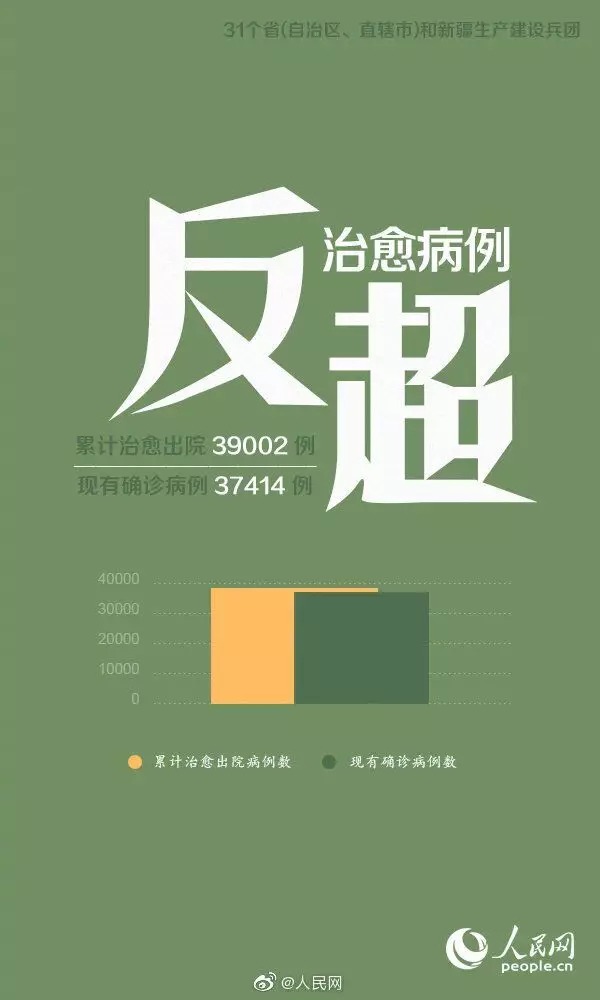 31个省(自治区、直辖市)和新疆生产建设兵团
反超
治愈病例
累计治愈出院 39002 例
现有确诊病例 37414 例
40000
30000
20000
10000
0
累计治愈出院病例数
现有确诊病例数
人民网
people.cn
@人民网